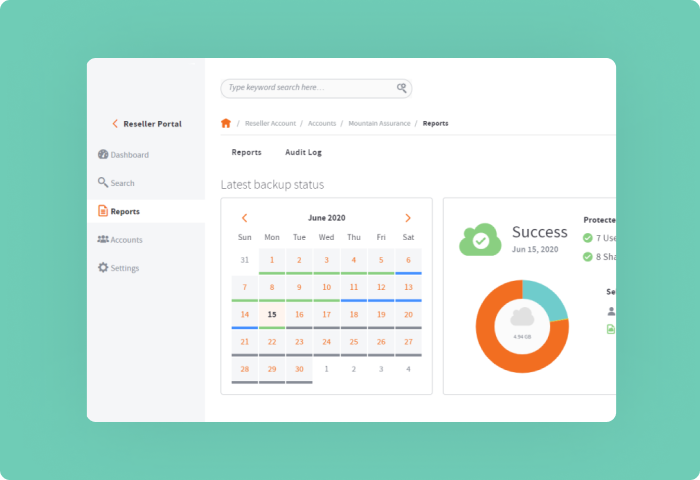 Type keyword search here...
Reseller Portal
/ Reseller Account / Accounts / Mountain Assurance / Reports
Dashboard
Search
Reports
Accounts
Settings
Reports Audit Log
Latest backup status
June 2020
Sun Mon Tue Wed Thu Fri Sat
31 1 2 3 4 5 6
7 8 9 10 11 12 13
14 15 16 17 18 19 20
21 22 23 24 25 26 27
28 29 30 1 2 3 4
Success
Jun 15, 2020
4.94 GB
Protecte
7 Use
8 Sha
Se